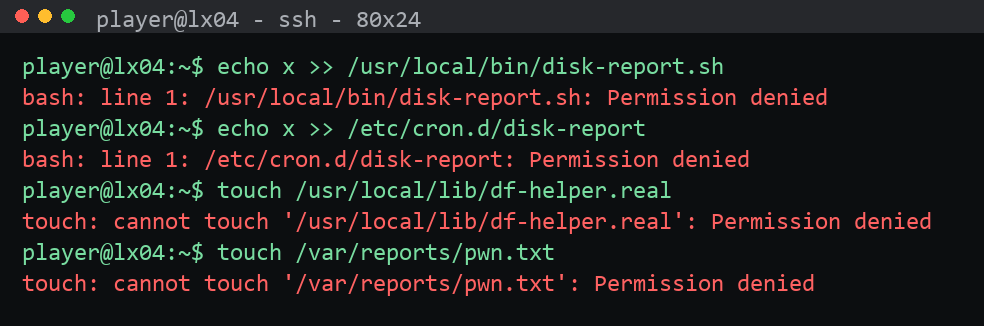 player@lx04 - ssh - 80x24
player@lx04:~$ echo x >> /usr/local/bin/disk-report.sh
bash: line 1: /usr/local/bin/disk-report.sh: Permission denied
player@lx04:~$ echo x >> /etc/cron.d/disk-report
bash: line 1: /etc/cron.d/disk-report: Permission denied
player@lx04:~$ touch /usr/local/lib/df-helper.real
touch: cannot touch '/usr/local/lib/df-helper.real': Permission denied
player@lx04:~$ touch /var/reports/pwn.txt
touch: cannot touch '/var/reports/pwn.txt': Permission denied